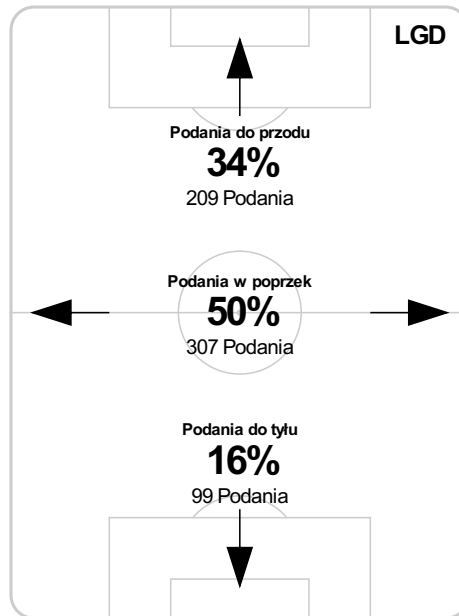 LGD
Podania do przodu
34%
209 Podania
Podania w poprzek
50%
307 Podania
Podania do tyłu
16%
99 Podania